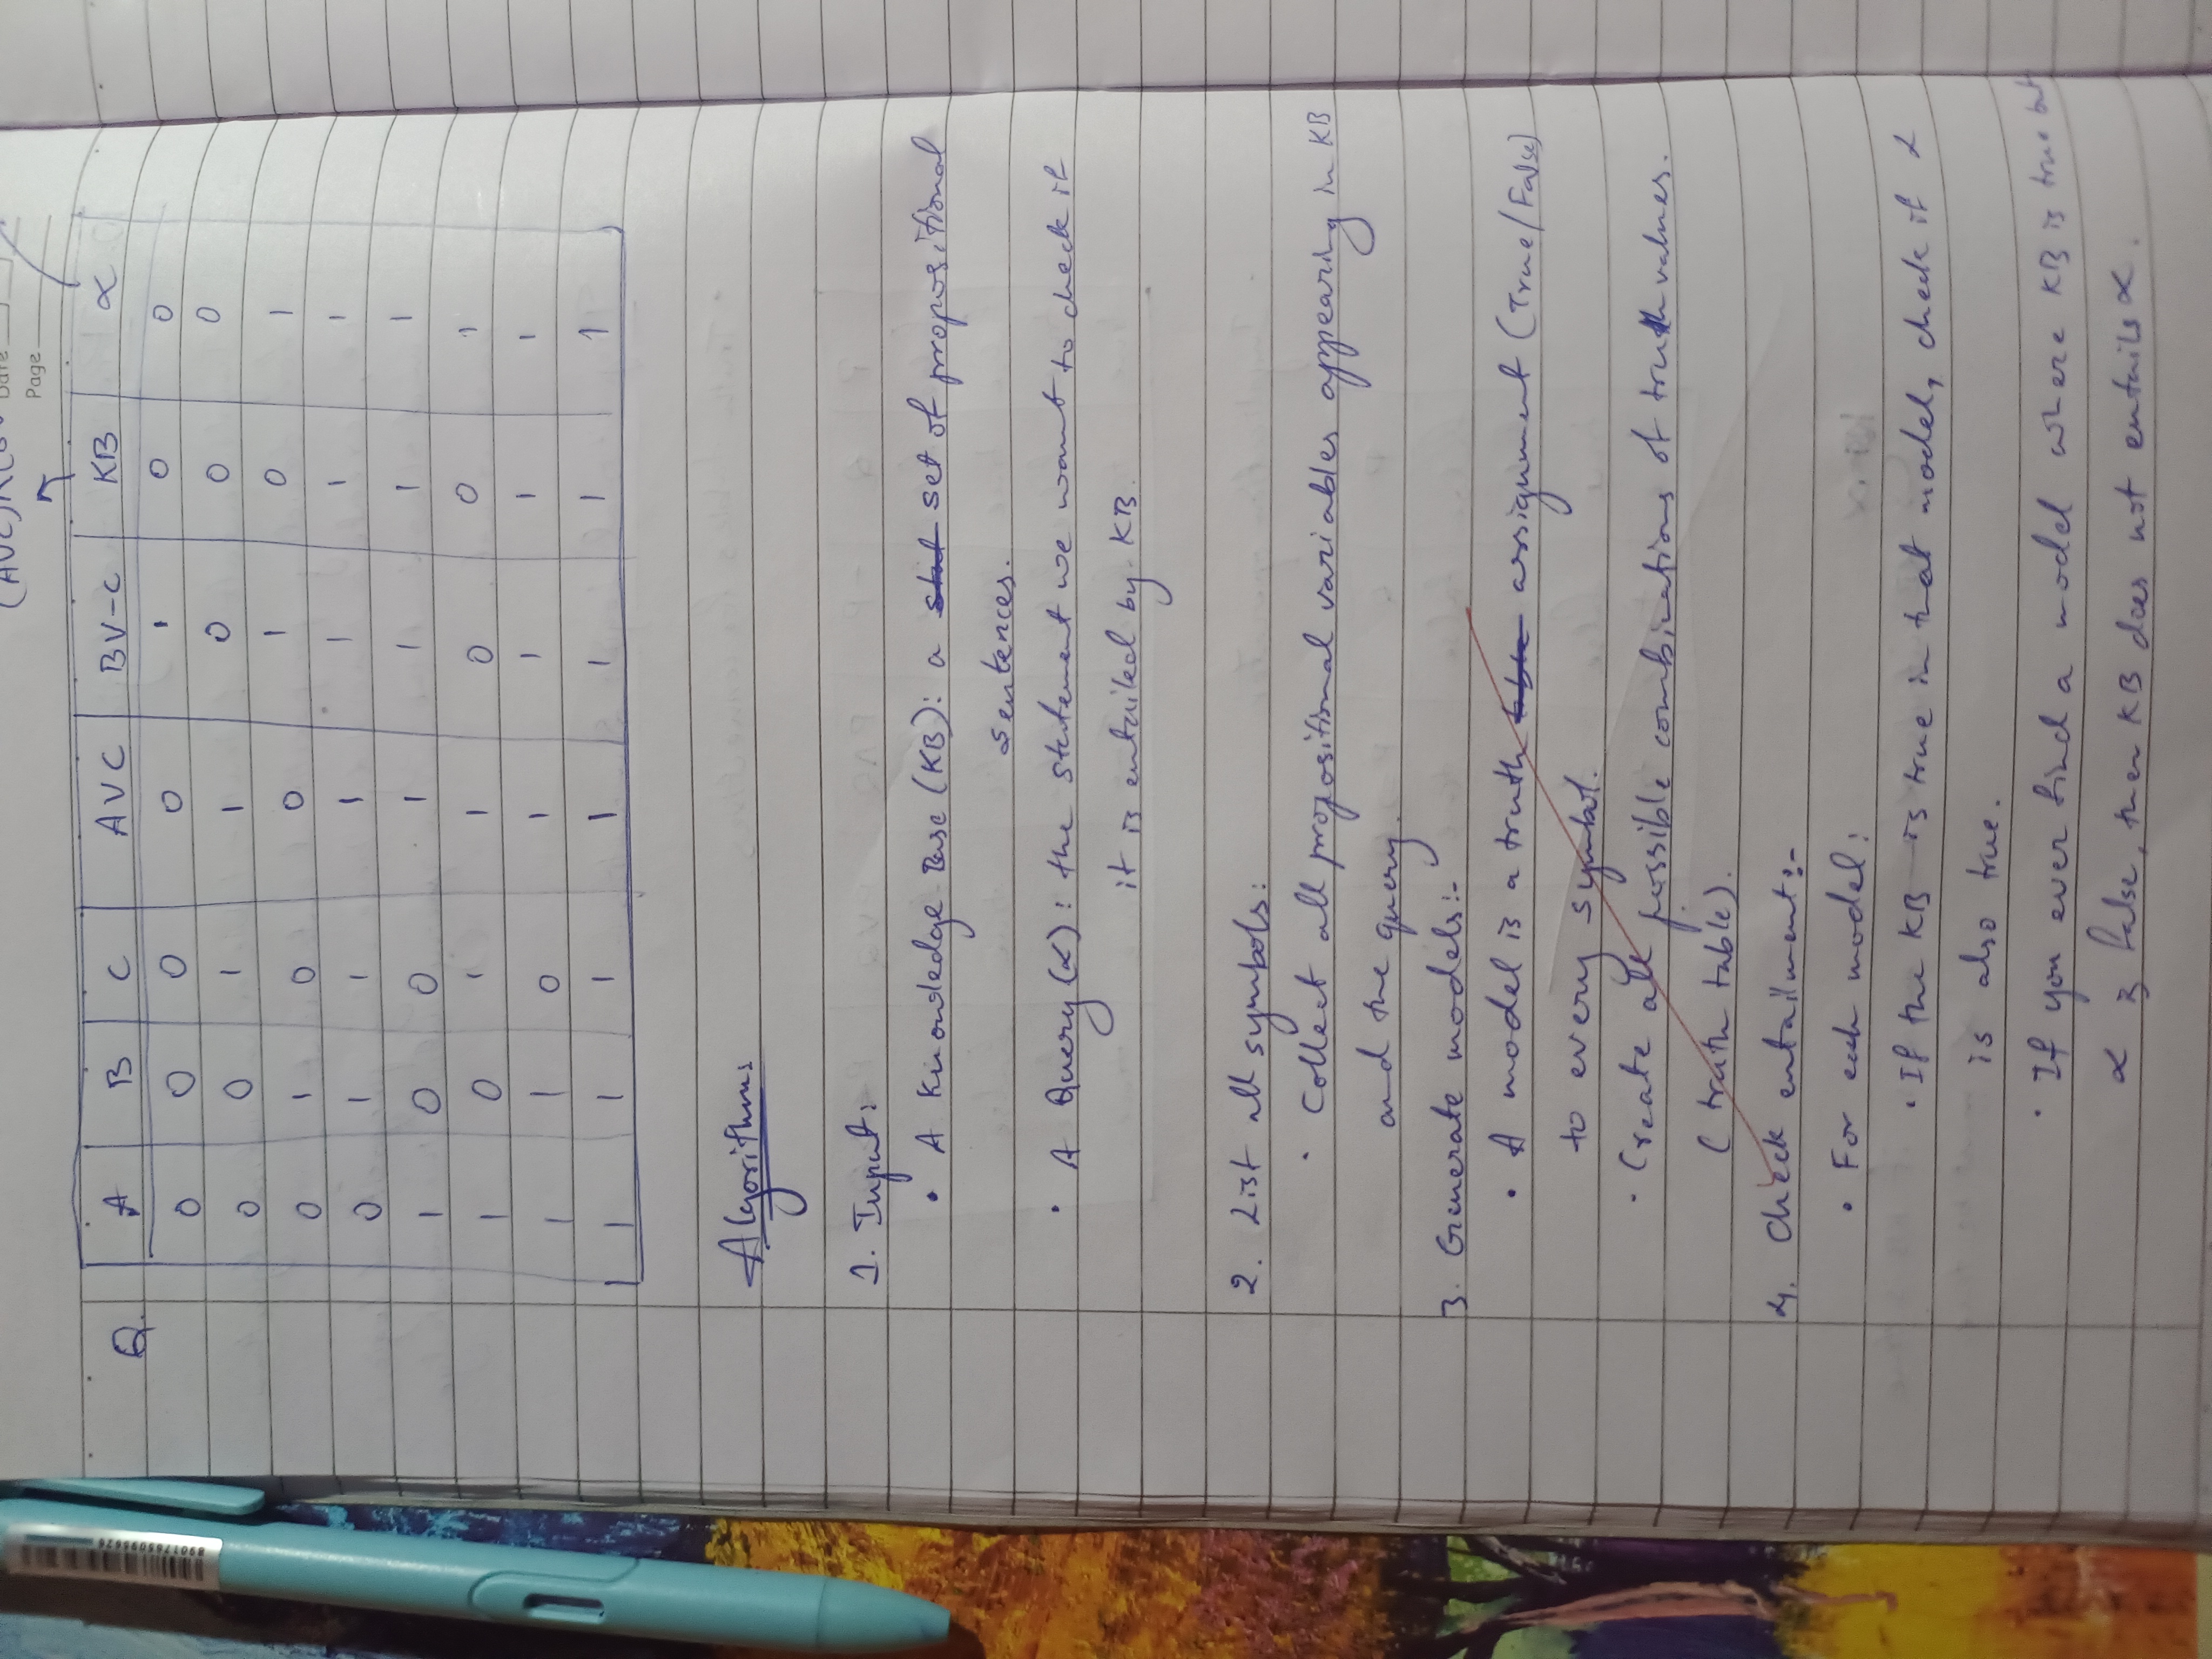 (AVC)Λ(B
Date
Page
8901765095626
Q.
A B C AVC BV-C KB α
0 0 0 0 1 0 0
0 0 1 1 0 0 0
0 1 0 0 1 0 1
0 1 1 1 1 1 1
1 0 0 1 1 1 1
1 0 1 1 0 0 1
1 1 0 1 1 1 1
1 1 1 1 1 1 1
Algorithm:
1. Input:
• A Knowledge Base (KB): a set of propositional
sentences.
• A Query (α): the statement we want to check if
it is entailed by KB.
2. List all symbols:
• Collect all propositional variables appearing in KB
and the query.
3. Generate models:-
• A model is a truth table assignment (True/False)
to every symbol.
• Create all possible combinations of truth values.
(truth table).
4. Check entailment:-
• For each model:
• If the KB is true in that model, check if α
is also true.
• If you ever find a model where KB is true but
α is false, then KB does not entails α.